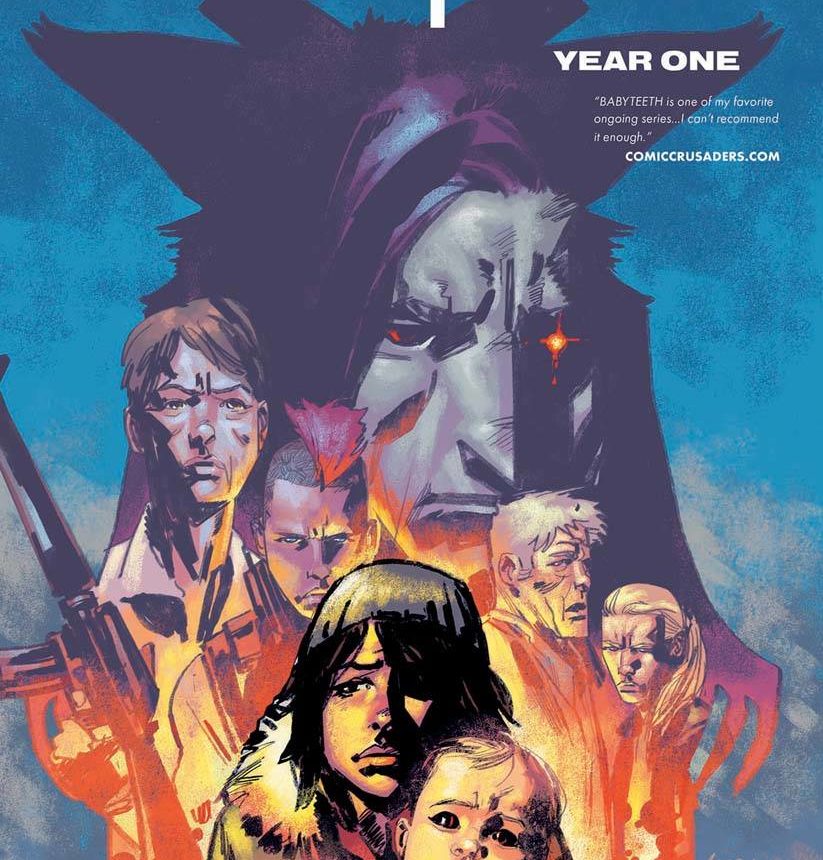 YEAR ONE
“BABYTEETH is one of my favorite
ongoing series...I can’t recommend
it enough.”
COMICCRUSADERS.COM